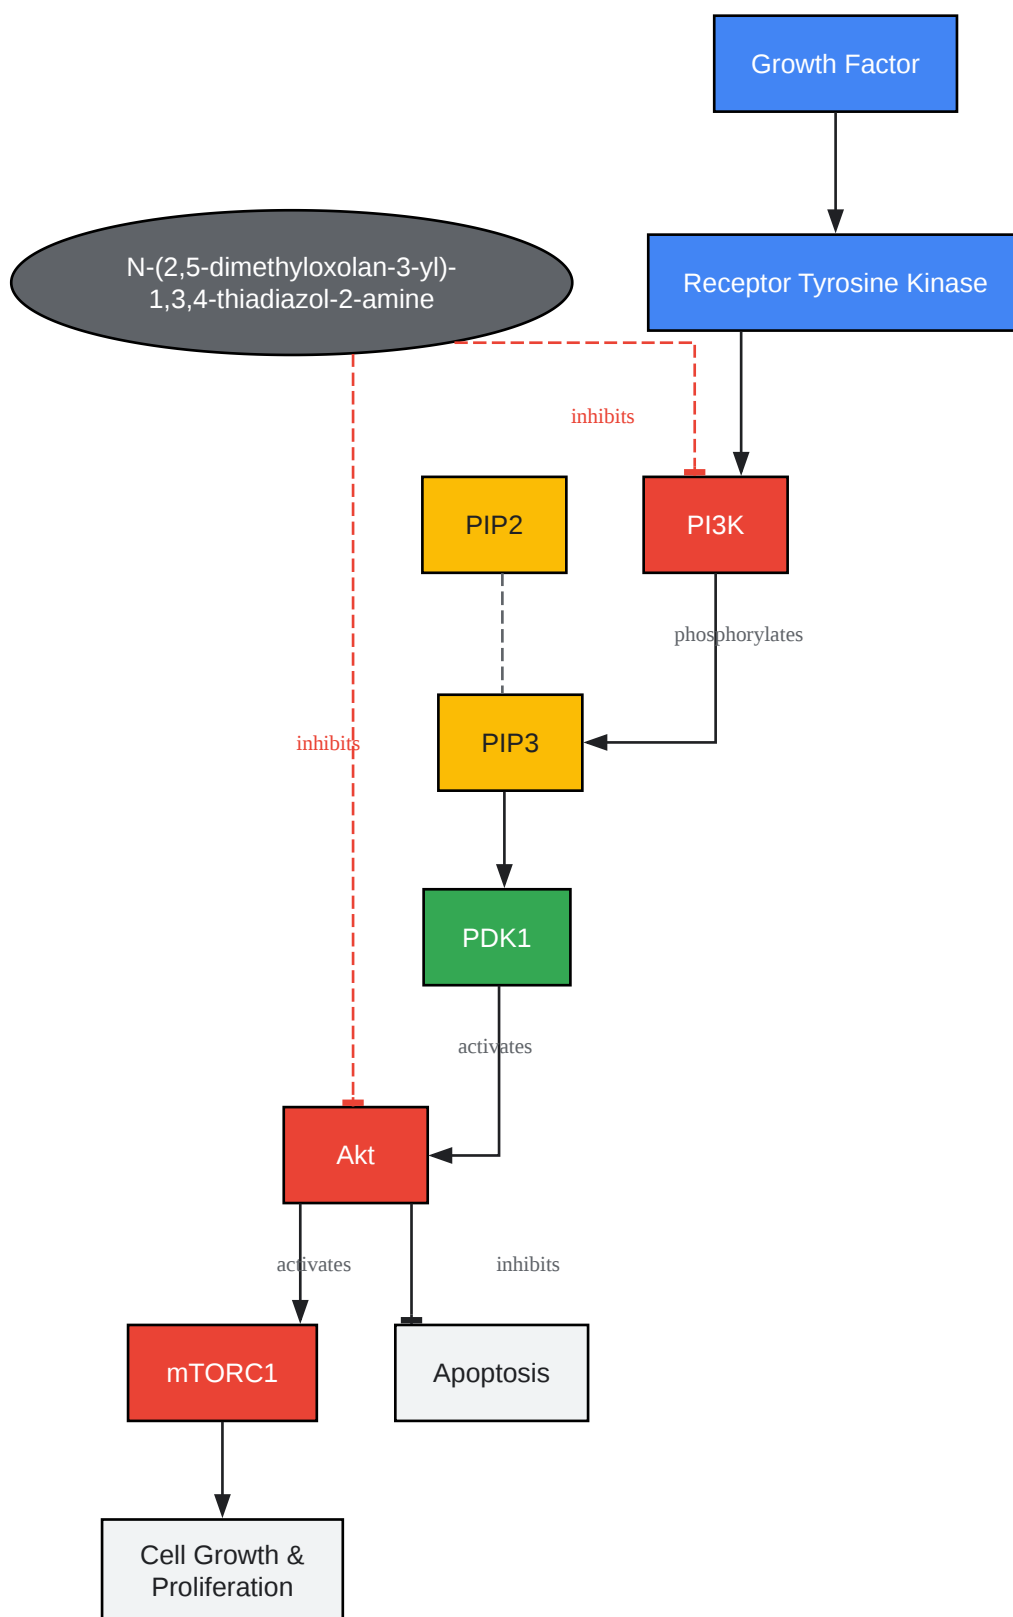 Growth Factor
N-(2,5-dimethyloxolan-3-yl)-
1,3,4-thiadiazol-2-amine
Receptor Tyrosine Kinase
inhibits
PIP2
PI3K
phosphorylates
inhibits
PIP3
PDK1
activates
Akt
activates
inhibits
mTORC1
Apoptosis
Cell Growth &
Proliferation